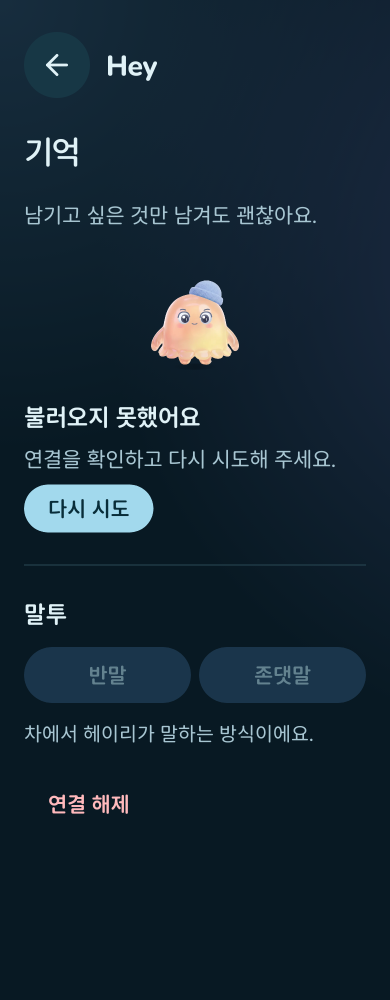 Hey
기억
남기고 싶은 것만 남겨도 괜찮아요.
불러오지 못했어요
연결을 확인하고 다시 시도해 주세요.
다시 시도
말투
반말
존댓말
차에서 헤이리가 말하는 방식이에요.
연결 해제